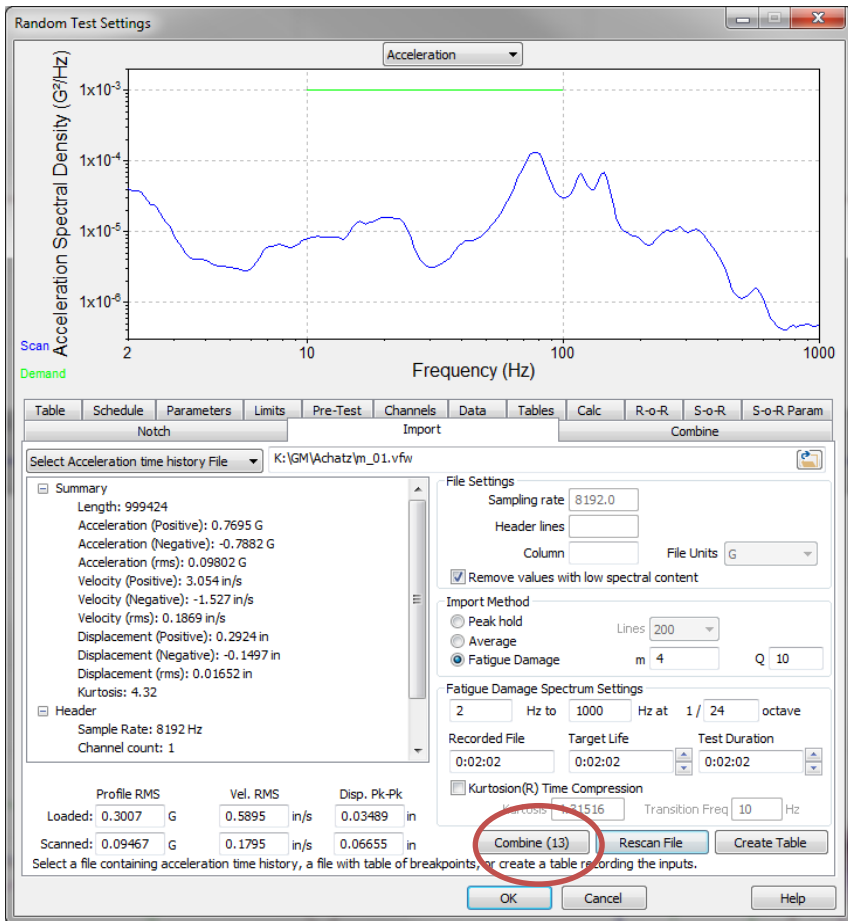 Random Test Settings
Acceleration
Acceleration Spectral Density (G²/Hz)
1x10-3
1x10-4
1x10-5
1x10-6
Scan
Demand
2 10 100 1000
Frequency (Hz)
Table Schedule Parameters Limits Pre-Test Channels Data Tables Calc R-o-R S-o-R S-o-R Param
Notch Import Combine
Select Acceleration time history File K:\GM\Achatz\m_01.vfw
Summary
Length: 999424
Acceleration (Positive): 0.7695 G
Acceleration (Negative): -0.7882 G
Acceleration (rms): 0.09802 G
Velocity (Positive): 3.054 in/s
Velocity (Negative): -1.527 in/s
Velocity (rms): 0.1869 in/s
Displacement (Positive): 0.2924 in
Displacement (Negative): -0.1497 in
Displacement (rms): 0.01652 in
Kurtosis: 4.32
Header
Sample Rate: 8192 Hz
Channel count: 1
File Settings
Sampling rate 8192.0
Header lines
Column File Units G
Remove values with low spectral content
Import Method
Peak hold
Lines 200
Average
Fatigue Damage m 4 Q 10
Fatigue Damage Spectrum Settings
2 Hz to 1000 Hz at 1 / 24 octave
Recorded File Target Life Test Duration
0:02:02 0:02:02 0:02:02
Kurtosion(R) Time Compression
Kurtosis 4.31516 Transition Freq 10 Hz
Profile RMS Vel. RMS Disp. Pk-Pk
Loaded: 0.3007 G 0.5895 in/s 0.03489 in
Scanned: 0.09467 G 0.1795 in/s 0.06655 in
Combine (13) Rescan File Create Table
Select a file containing acceleration time history, a file with table of breakpoints, or create a table recording the inputs.
OK Cancel Help